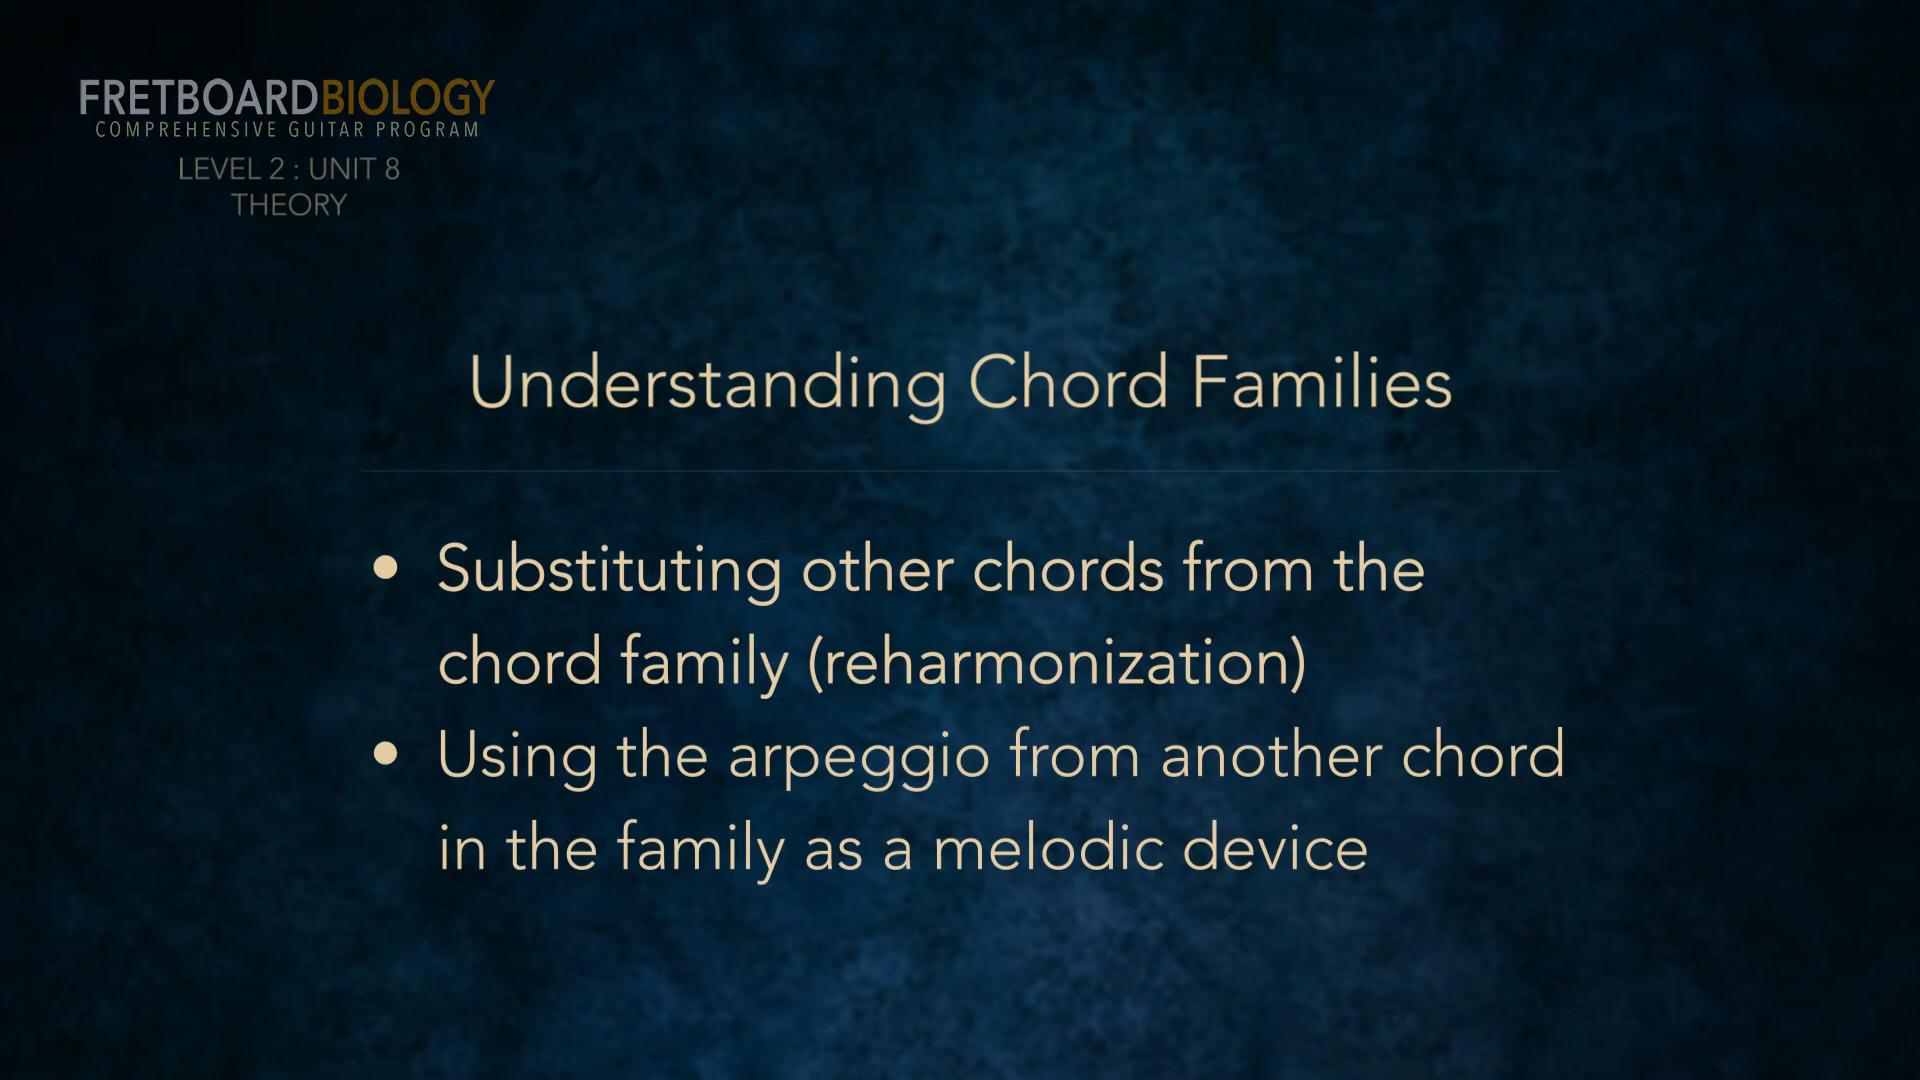 FRETBOARDBIOLOGY
COMPREHENSIVE GUITAR PROGRAM
LEVEL 2 : UNIT 8
THEORY
Understanding Chord Families
• Substituting other chords from the
chord family (reharmonization)
• Using the arpeggio from another chord
in the family as a melodic device